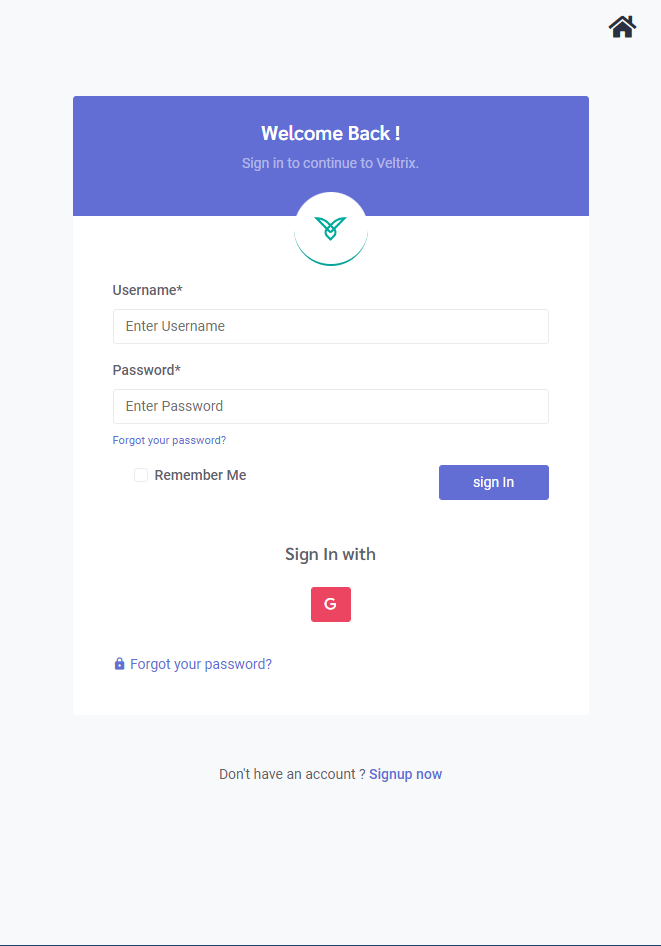 Welcome Back !
Sign in to continue to Veltrix.
Username*
Enter Username
Password*
Enter Password
Forgot your password?
Remember Me
sign In
Sign In with
G
Forgot your password?
Don't have an account ? Signup now